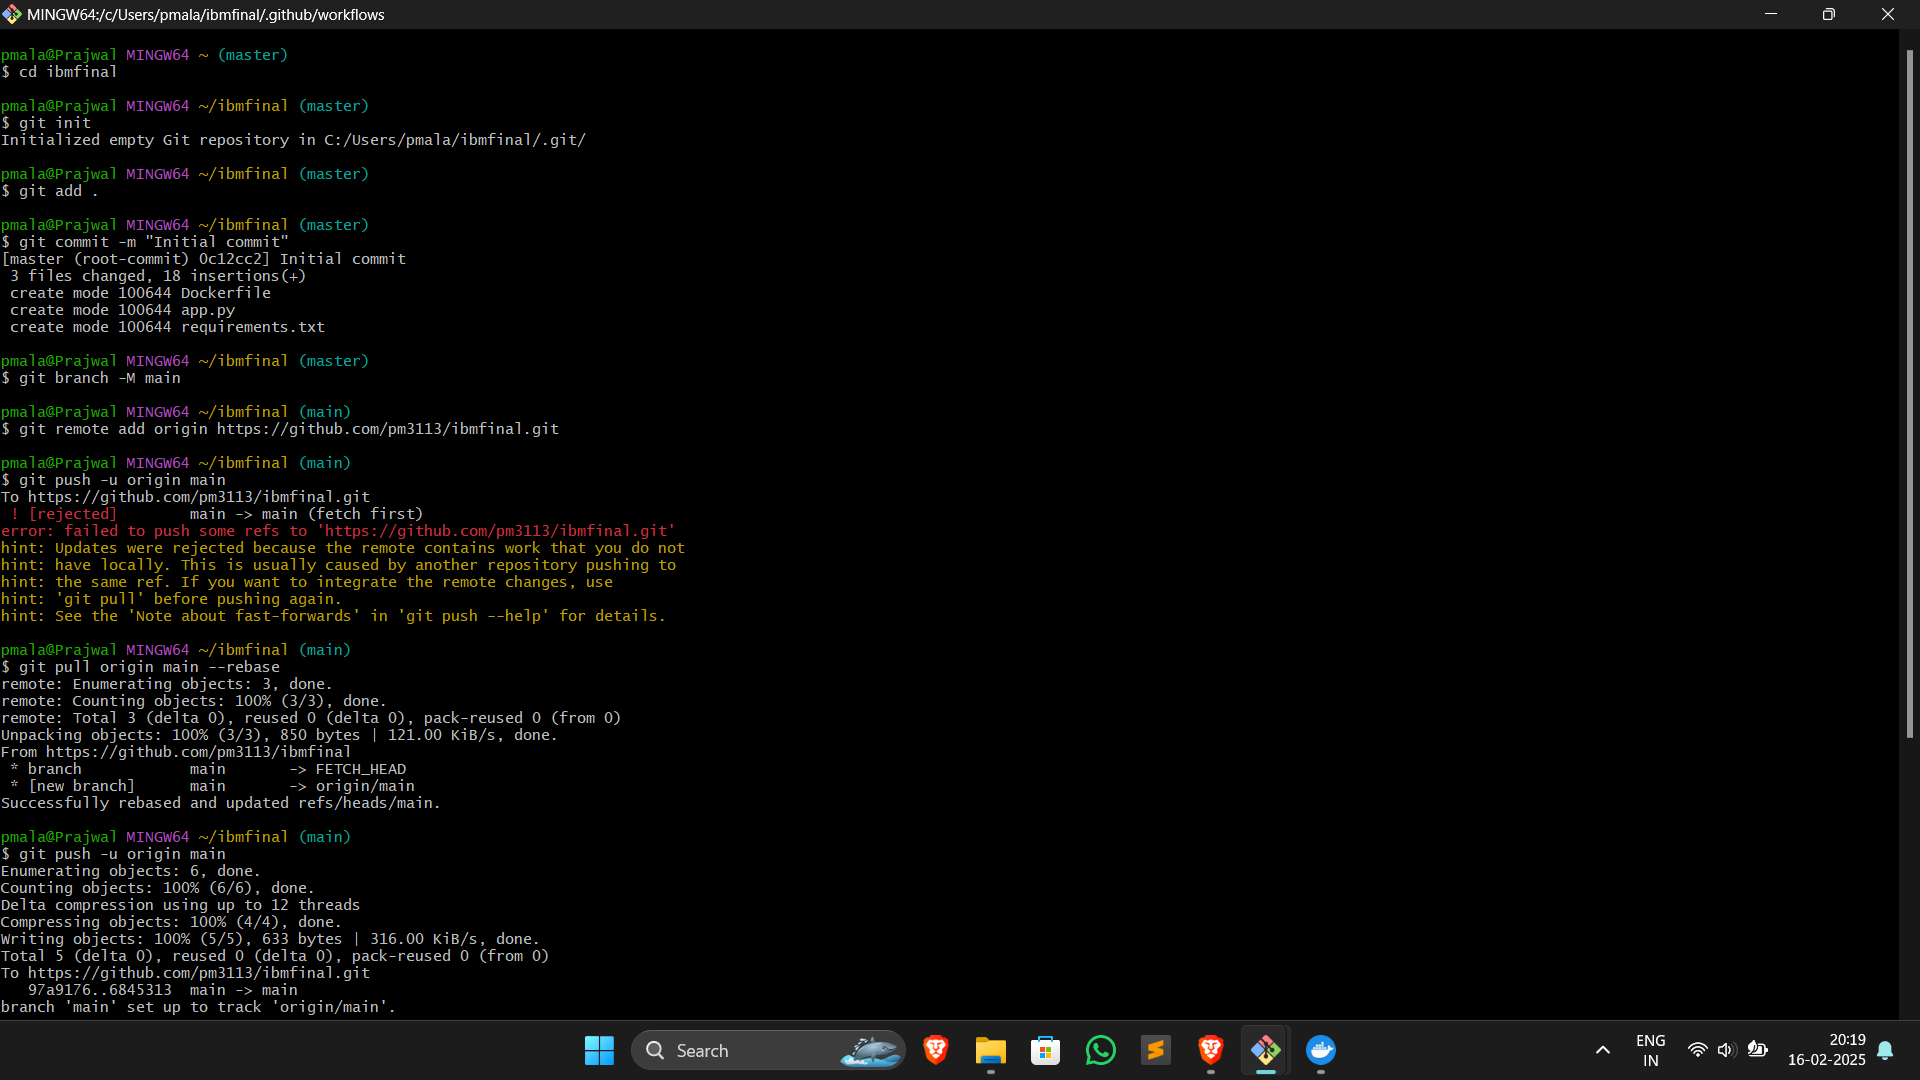 MINGW64:/c/Users/pmala/ibmfinal/.github/workflows
pmala@Prajwal MINGW64 ~ (master)
$ cd ibmfinal
pmala@Prajwal MINGW64 ~/ibmfinal (master)
$ git init
Initialized empty Git repository in C:/Users/pmala/ibmfinal/.git/
pmala@Prajwal MINGW64 ~/ibmfinal (master)
$ git add .
pmala@Prajwal MINGW64 ~/ibmfinal (master)
$ git commit -m "Initial commit"
[master (root-commit) 0c12cc2] Initial commit
 3 files changed, 18 insertions(+)
 create mode 100644 Dockerfile
 create mode 100644 app.py
 create mode 100644 requirements.txt
pmala@Prajwal MINGW64 ~/ibmfinal (master)
$ git branch -M main
pmala@Prajwal MINGW64 ~/ibmfinal (main)
$ git remote add origin https://github.com/pm3113/ibmfinal.git
pmala@Prajwal MINGW64 ~/ibmfinal (main)
$ git push -u origin main
To https://github.com/pm3113/ibmfinal.git
 ! [rejected]        main -> main (fetch first)
error: failed to push some refs to 'https://github.com/pm3113/ibmfinal.git'
hint: Updates were rejected because the remote contains work that you do not
hint: have locally. This is usually caused by another repository pushing to
hint: the same ref. If you want to integrate the remote changes, use
hint: 'git pull' before pushing again.
hint: See the 'Note about fast-forwards' in 'git push --help' for details.
pmala@Prajwal MINGW64 ~/ibmfinal (main)
$ git pull origin main --rebase
remote: Enumerating objects: 3, done.
remote: Counting objects: 100% (3/3), done.
remote: Total 3 (delta 0), reused 0 (delta 0), pack-reused 0 (from 0)
Unpacking objects: 100% (3/3), 850 bytes | 121.00 KiB/s, done.
From https://github.com/pm3113/ibmfinal
 * branch            main       -> FETCH_HEAD
 * [new branch]      main       -> origin/main
Successfully rebased and updated refs/heads/main.
pmala@Prajwal MINGW64 ~/ibmfinal (main)
$ git push -u origin main
Enumerating objects: 6, done.
Counting objects: 100% (6/6), done.
Delta compression using up to 12 threads
Compressing objects: 100% (4/4), done.
Writing objects: 100% (5/5), 633 bytes | 316.00 KiB/s, done.
Total 5 (delta 0), reused 0 (delta 0), pack-reused 0 (from 0)
To https://github.com/pm3113/ibmfinal.git
   97a9176..6845313  main -> main
branch 'main' set up to track 'origin/main'.
Search
ENG
IN
20:19
16-02-2025